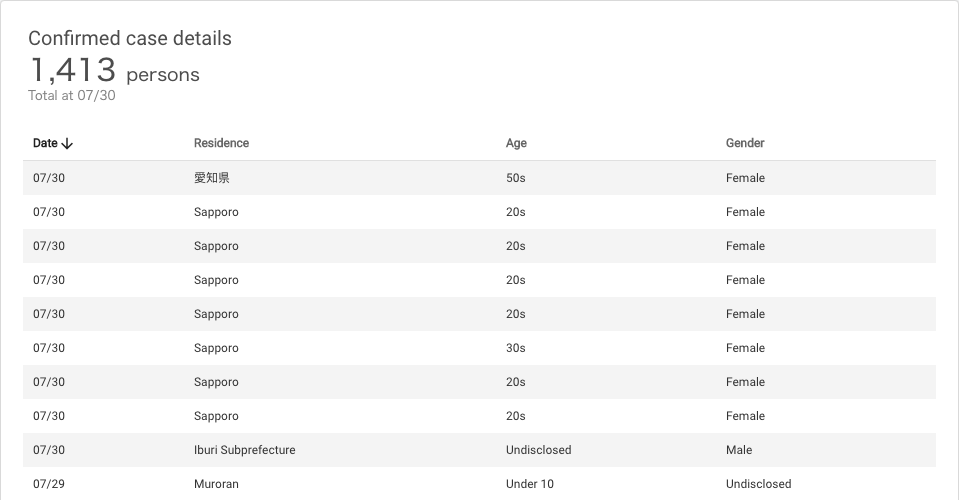 Confirmed case details
1,413 persons
Total at 07/30
Date Residence Age Gender
07/30 愛知県 50s Female
07/30 Sapporo 20s Female
07/30 Sapporo 20s Female
07/30 Sapporo 20s Female
07/30 Sapporo 20s Female
07/30 Sapporo 30s Female
07/30 Sapporo 20s Female
07/30 Sapporo 20s Female
07/30 Iburi Subprefecture Undisclosed Male
07/29 Muroran Under 10 Undisclosed